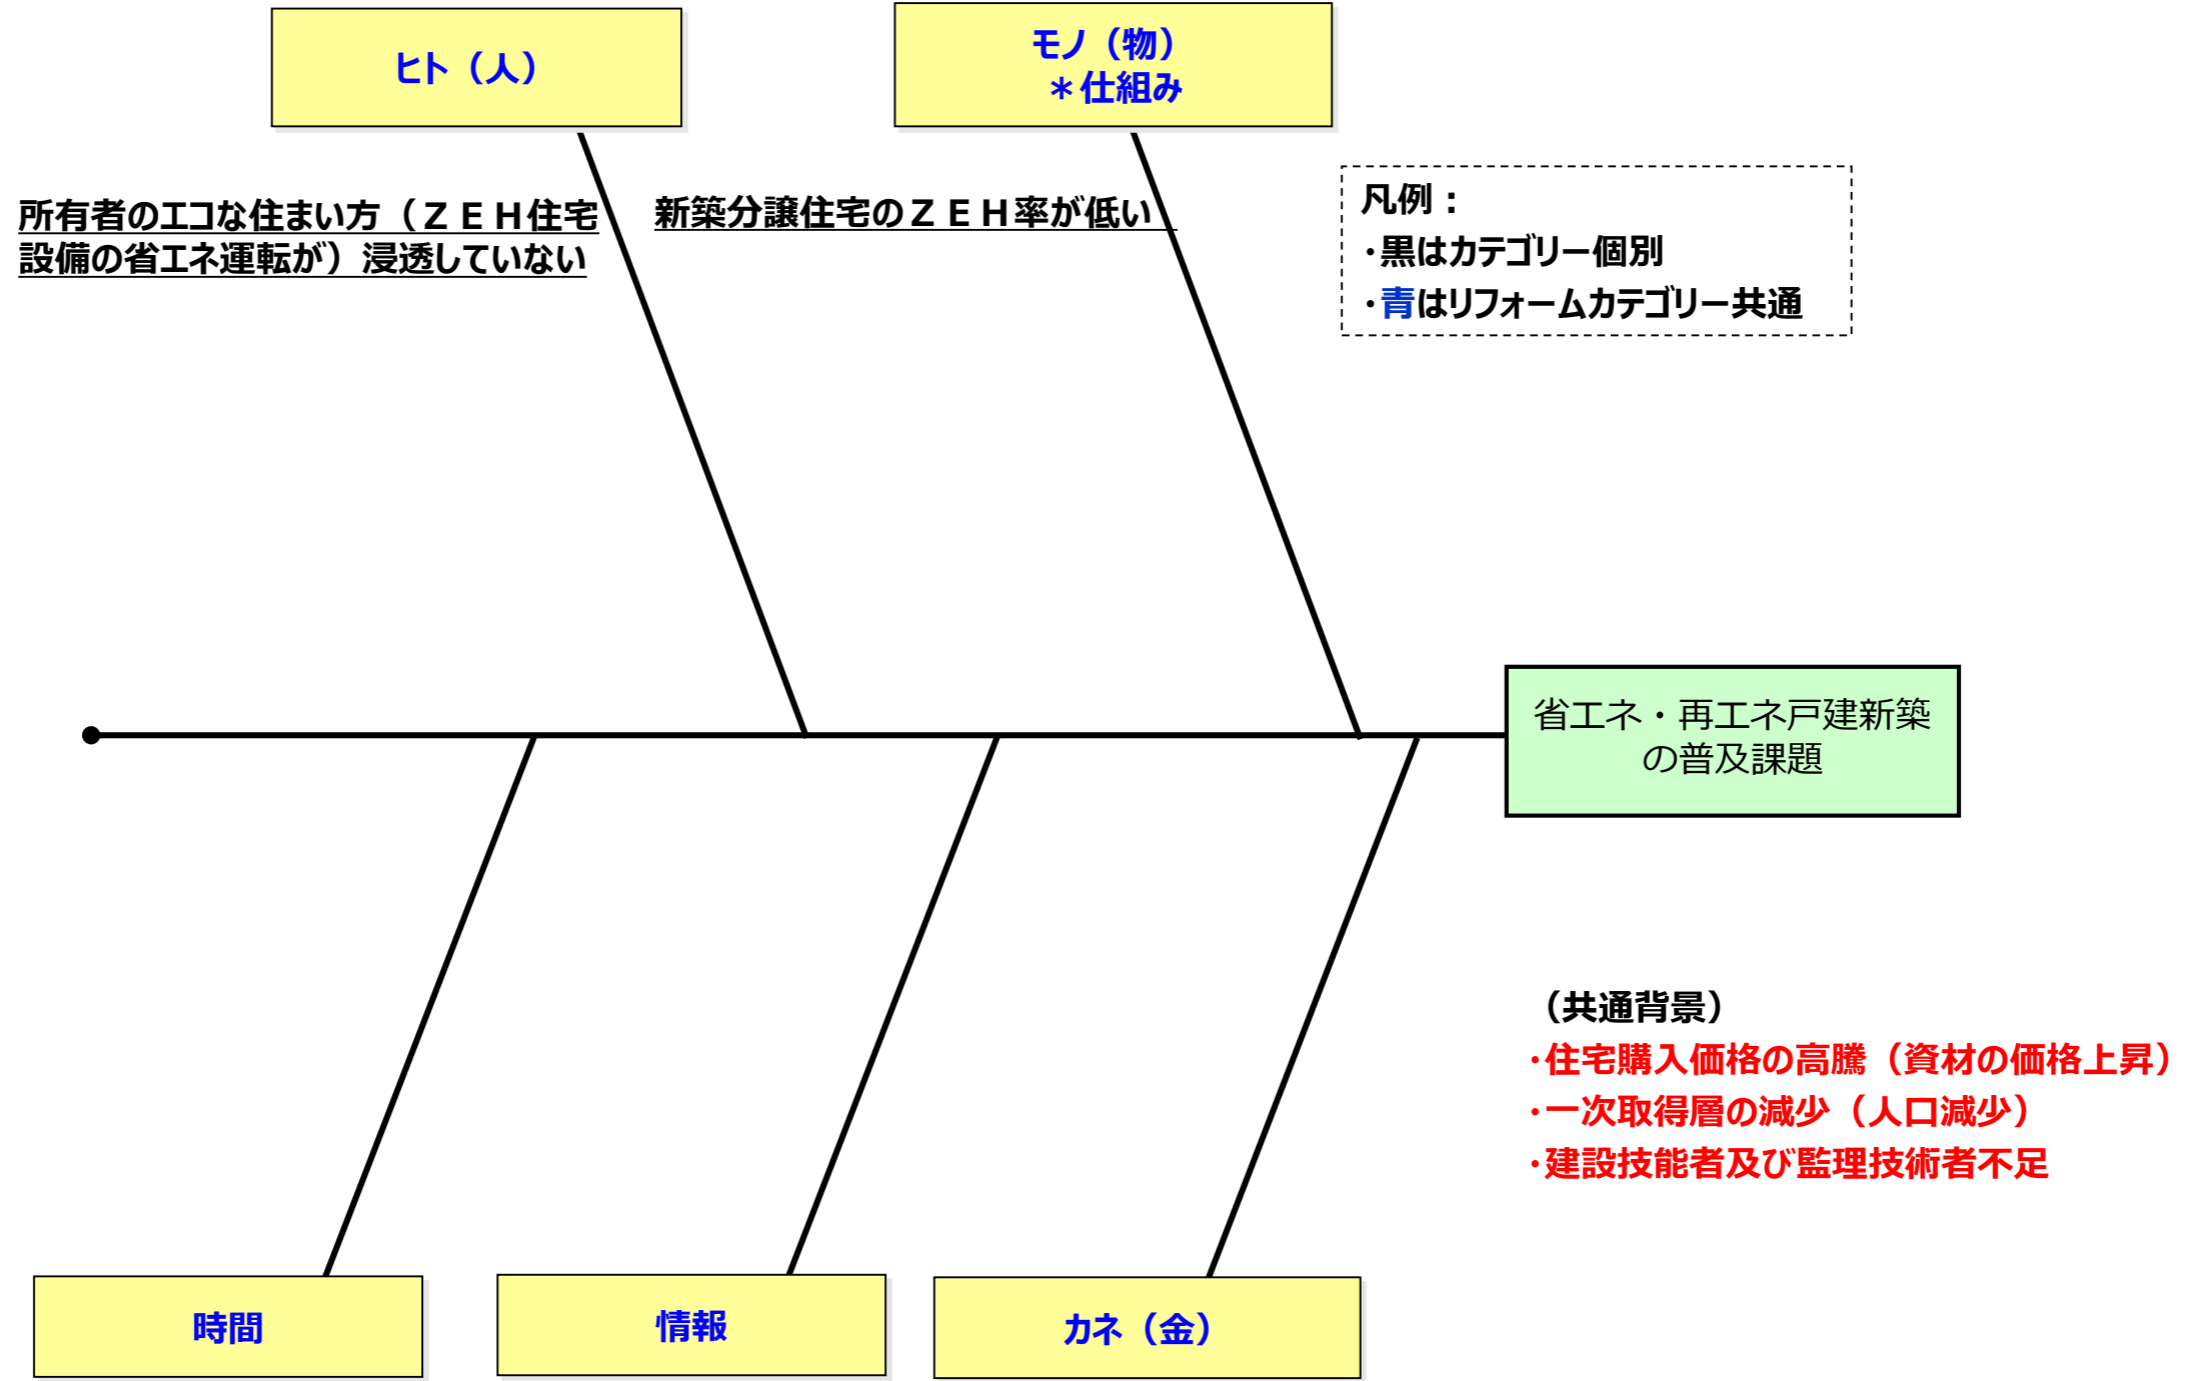 ヒト（人）
モノ（物）
＊仕組み
所有者のエコな住まい方（ＺＥＨ住宅
設備の省エネ運転が）浸透していない
新築分譲住宅のＺＥＨ率が低い
凡例：
・黒はカテゴリー個別
・青はリフォームカテゴリー共通
省エネ・再エネ戸建新築
の普及課題
（共通背景）
・住宅購入価格の高騰（資材の価格上昇）
・一次取得層の減少（人口減少）
・建設技能者及び監理技術者不足
時間
情報
カネ（金）